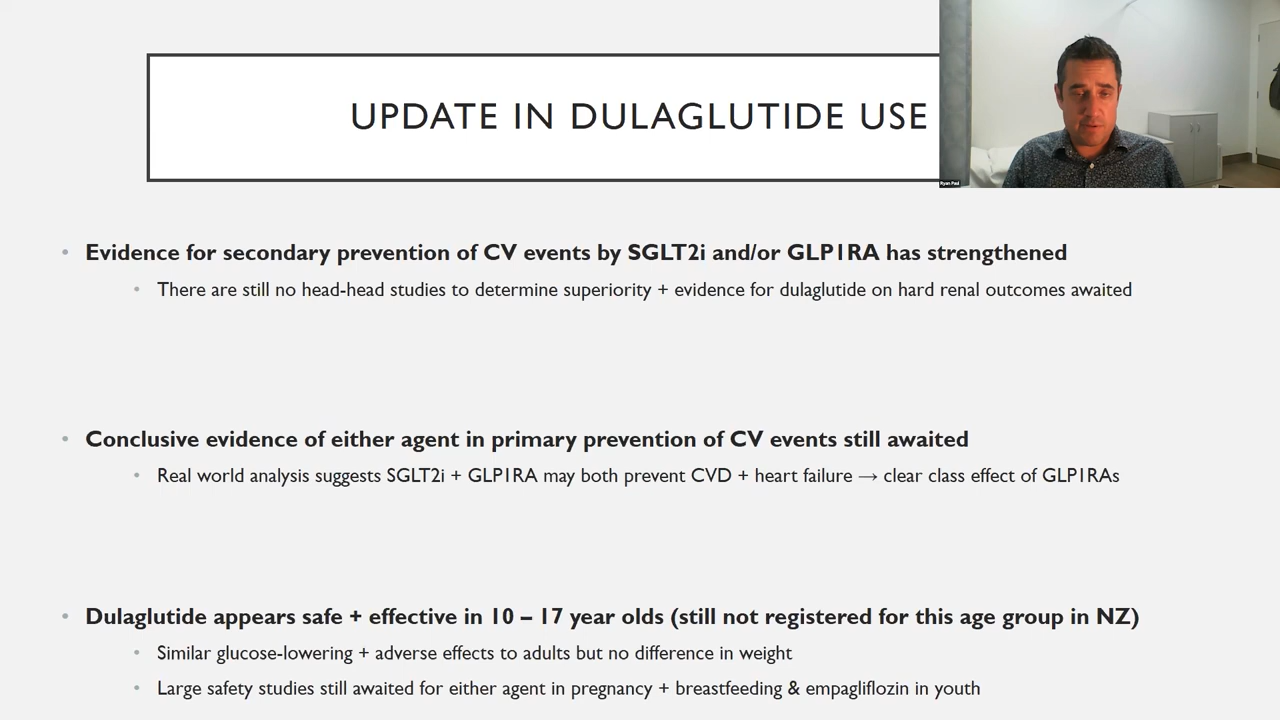 UPDATE IN DULAGLUTIDE USE
Ryan Paul
• Evidence for secondary prevention of CV events by SGLT2i and/or GLP1RA has strengthened
• There are still no head-head studies to determine superiority + evidence for dulaglutide on hard renal outcomes awaited
• Conclusive evidence of either agent in primary prevention of CV events still awaited
• Real world analysis suggests SGLT2i + GLP1RA may both prevent CVD + heart failure → clear class effect of GLP1RAs
• Dulaglutide appears safe + effective in 10 – 17 year olds (still not registered for this age group in NZ)
• Similar glucose-lowering + adverse effects to adults but no difference in weight
• Large safety studies still awaited for either agent in pregnancy + breastfeeding & empagliflozin in youth